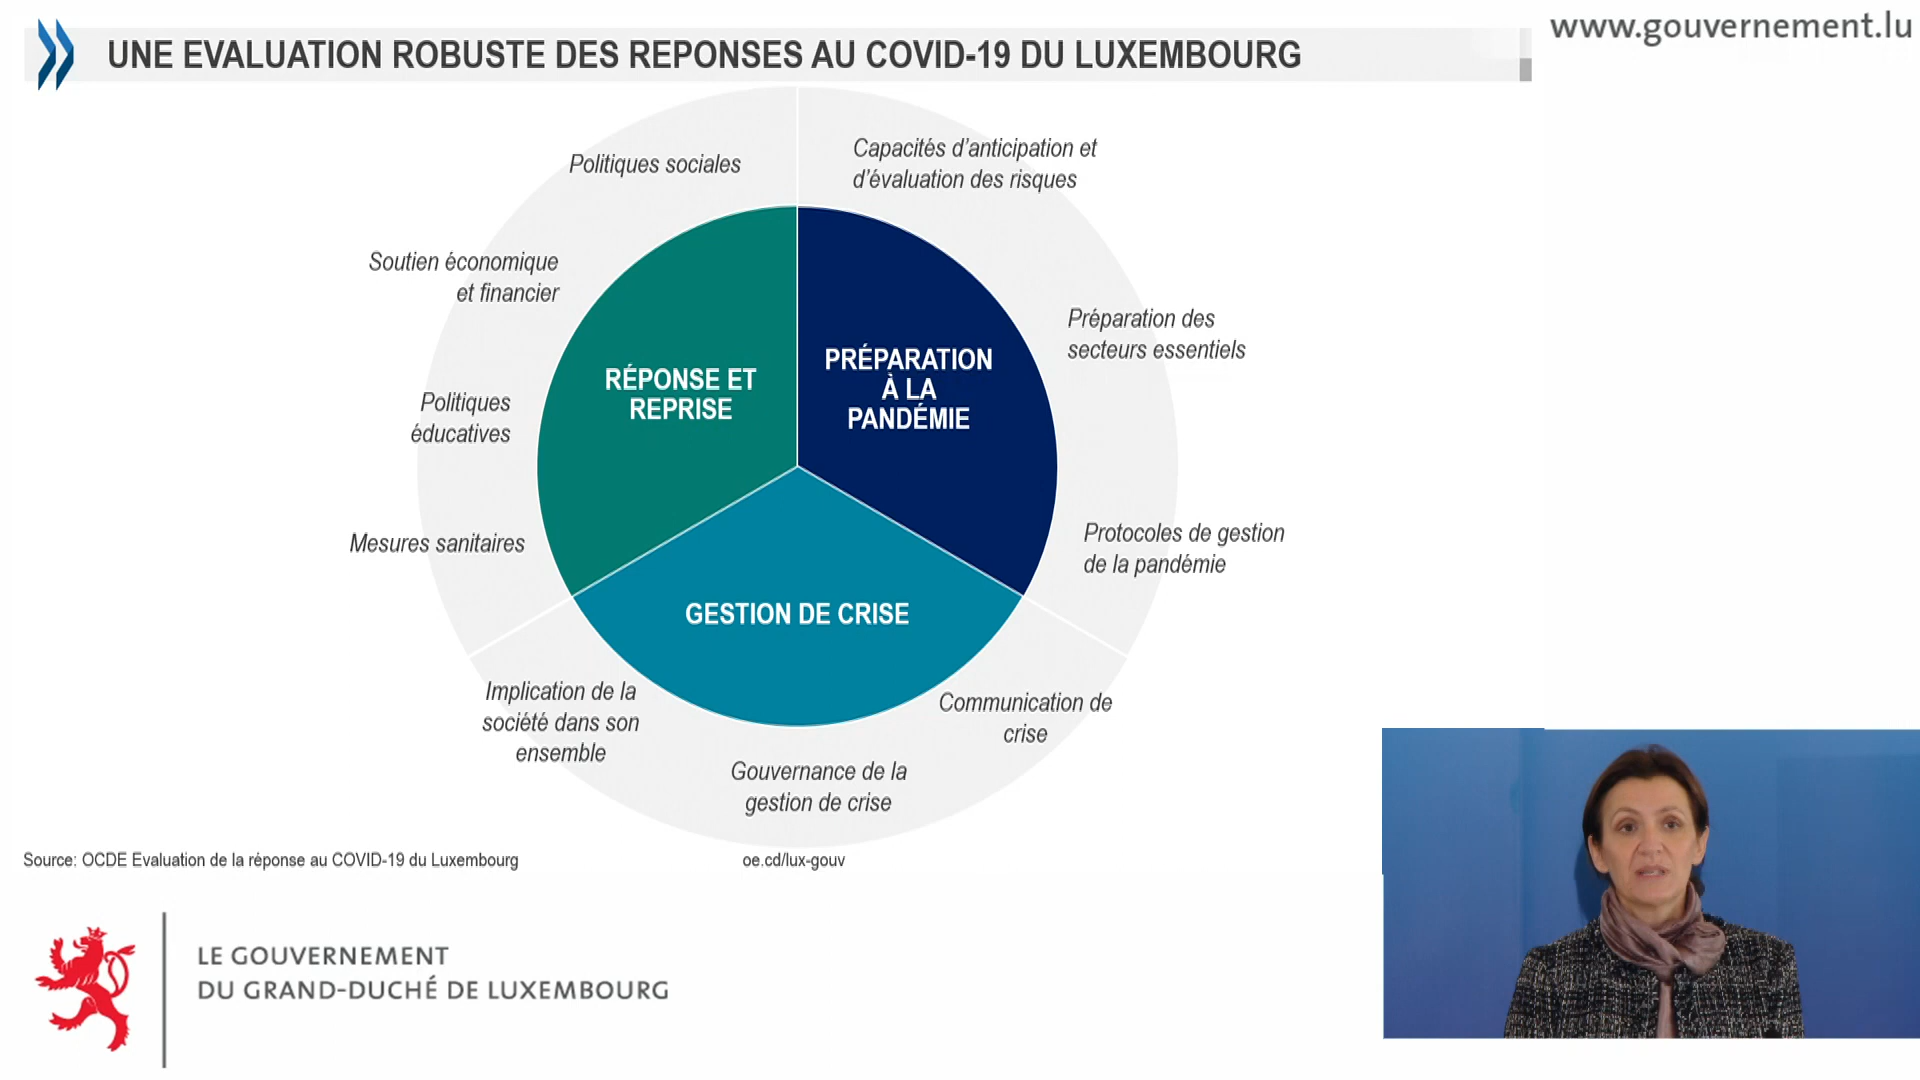 www.gouvernement.lu
UNE EVALUATION ROBUSTE DES REPONSES AU COVID-19 DU LUXEMBOURG
Politiques sociales
Capacités d'anticipation et
d'évaluation des risques
Soutien économique
et financier
Préparation des
secteurs essentiels
RÉPONSE ET
REPRISE
PRÉPARATION
À LA
PANDÉMIE
Politiques
éducatives
Mesures sanitaires
Protocoles de gestion
de la pandémie
GESTION DE CRISE
Implication de la
société dans son
ensemble
Communication de
crise
Gouvernance de la
gestion de crise
Source: OCDE Evaluation de la réponse au COVID-19 du Luxembourg
oe.cd/lux-gouv
LE GOUVERNEMENT
DU GRAND-DUCHÉ DE LUXEMBOURG